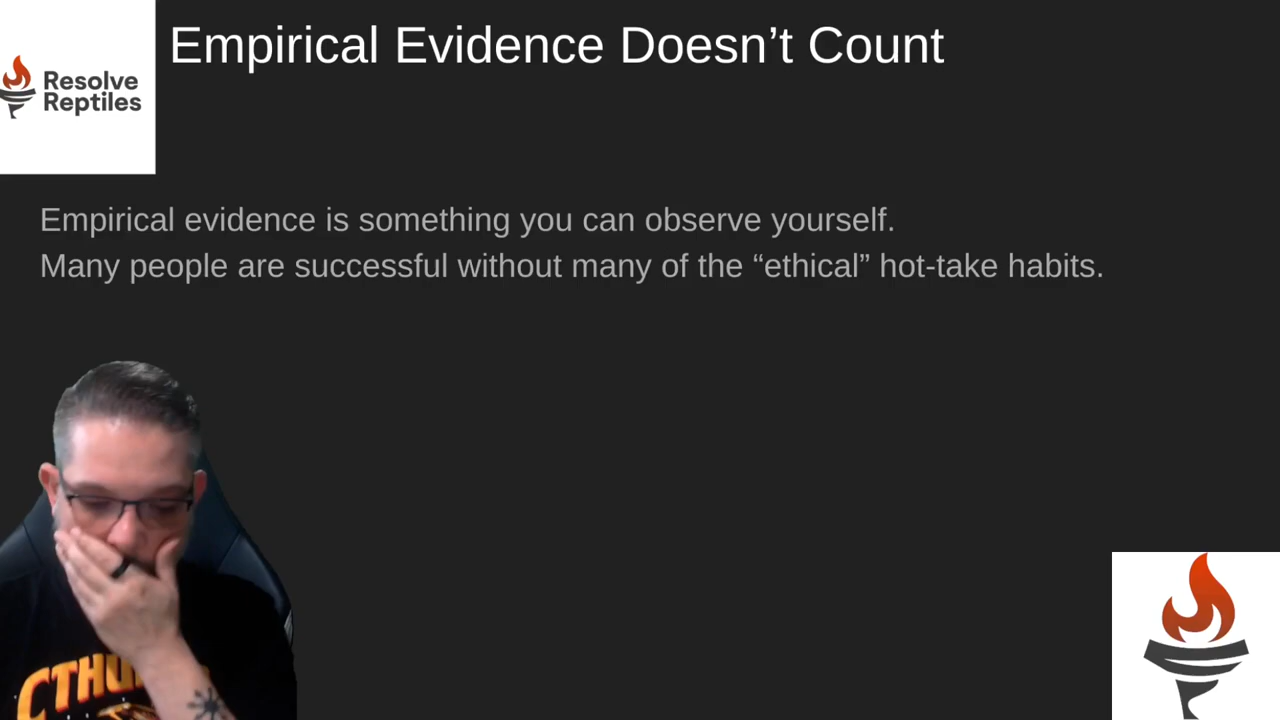 Empirical Evidence Doesn’t Count
Resolve
Reptiles
Empirical evidence is something you can observe yourself.
Many people are successful without many of the “ethical” hot-take habits.